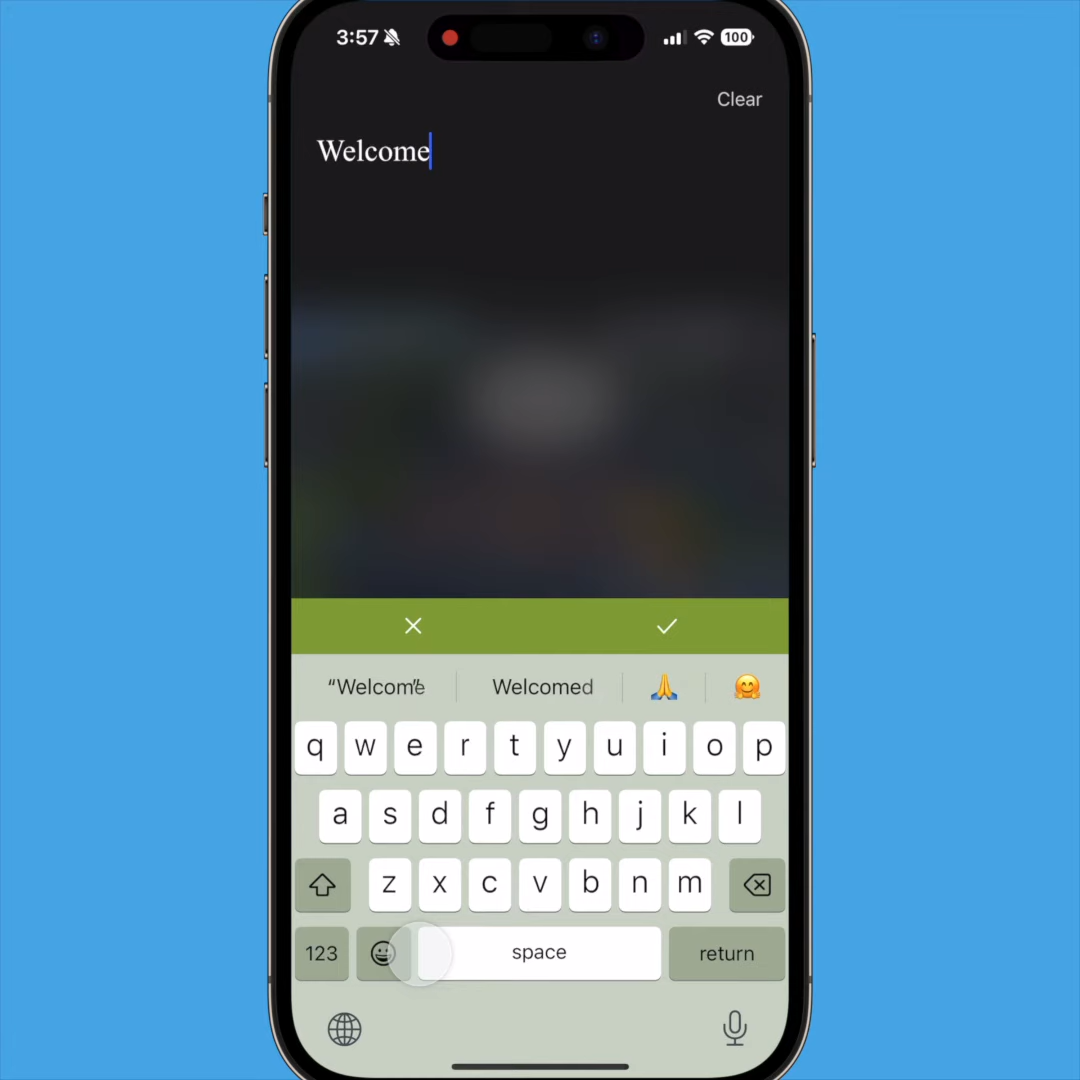 3:57
100
Clear
Welcome
“Welcome” Welcomed 🙏 🤗
q w e r t y u i o p
a s d f g h j k l
z x c v b n m
123 space return